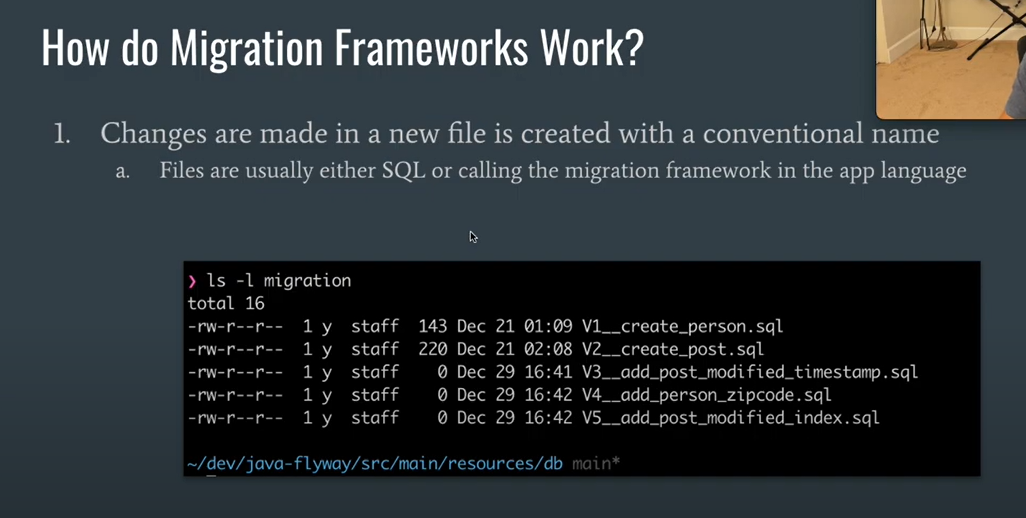 How do Migration Frameworks Work?
1. Changes are made in a new file is created with a conventional name
a. Files are usually either SQL or calling the migration framework in the app language
❯ ls -l migration
total 16
-rw-r--r-- 1 y staff 143 Dec 21 01:09 V1__create_person.sql
-rw-r--r-- 1 y staff 220 Dec 21 02:08 V2__create_post.sql
-rw-r--r-- 1 y staff 0 Dec 29 16:41 V3__add_post_modified_timestamp.sql
-rw-r--r-- 1 y staff 0 Dec 29 16:42 V4__add_person_zipcode.sql
-rw-r--r-- 1 y staff 0 Dec 29 16:42 V5__add_post_modified_index.sql
~/dev/java-flyway/src/main/resources/db main*